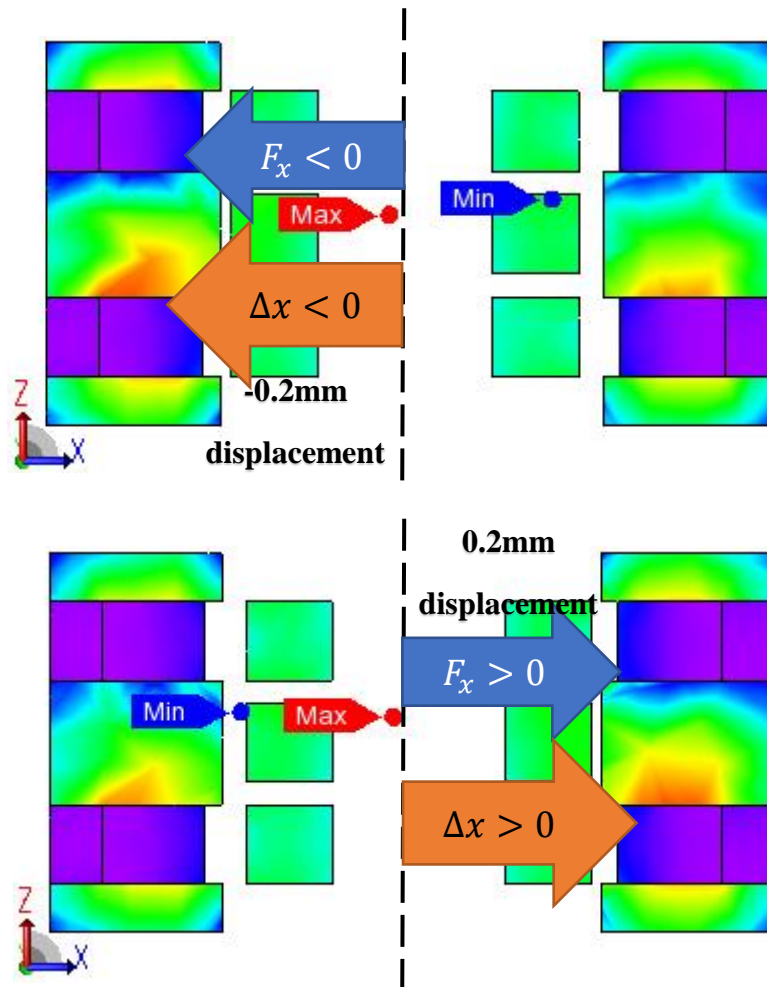 F_x < 0
Max
Min
Δx < 0
-0.2mm
displacement
Z
X
0.2mm
displacement
F_x > 0
Min
Max
Δx > 0
Z
X